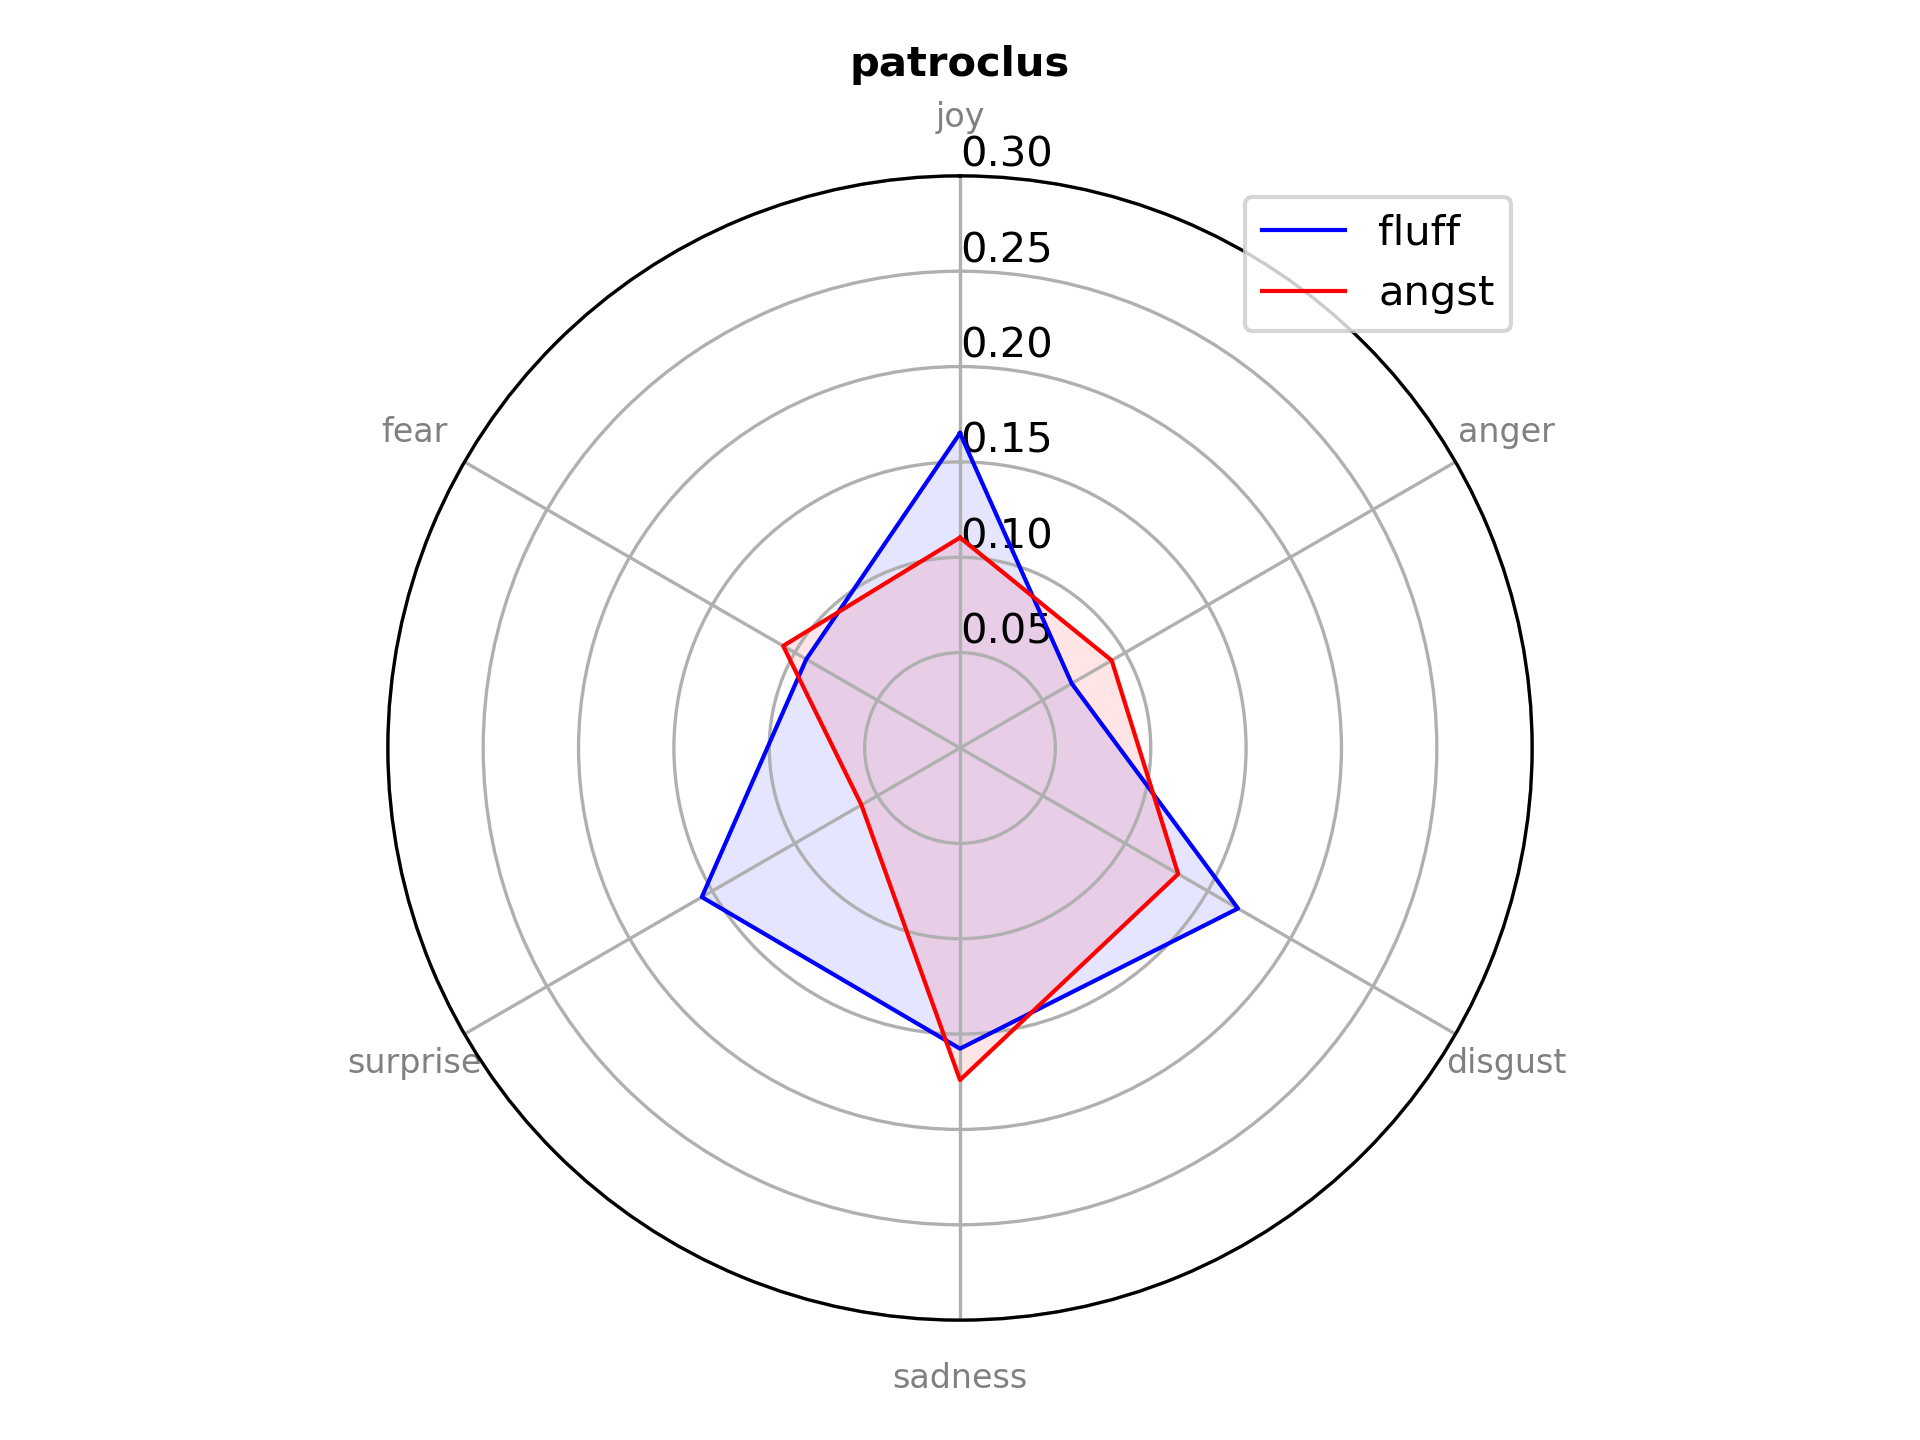 patroclus
joy
0.30
fluff
0.25
angst
0.20
fear
0.15
anger
0.10
0.05
surprise
disgust
sadness